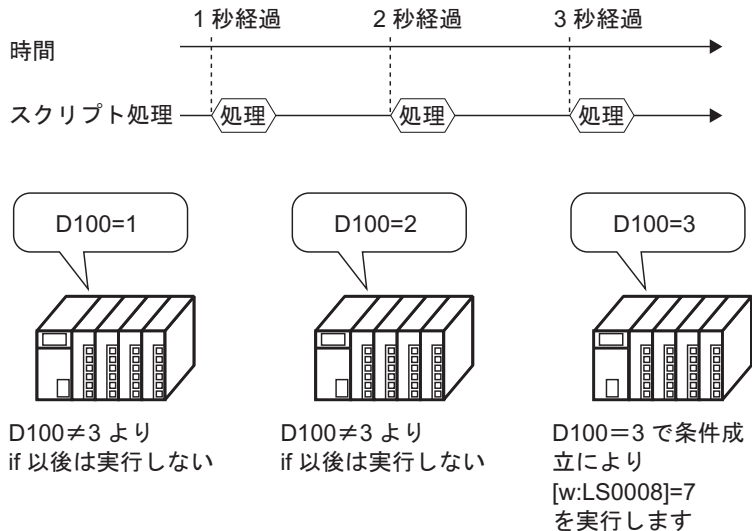 1 秒経過 2 秒経過 3 秒経過
時間
スクリプト処理 処理 処理 処理
D100=1 D100=2 D100=3
D100≠3 より
if 以後は実行しない
D100≠3 より
if 以後は実行しない
D100＝3 で条件成
立により
[w:LS0008]=7
を実行します